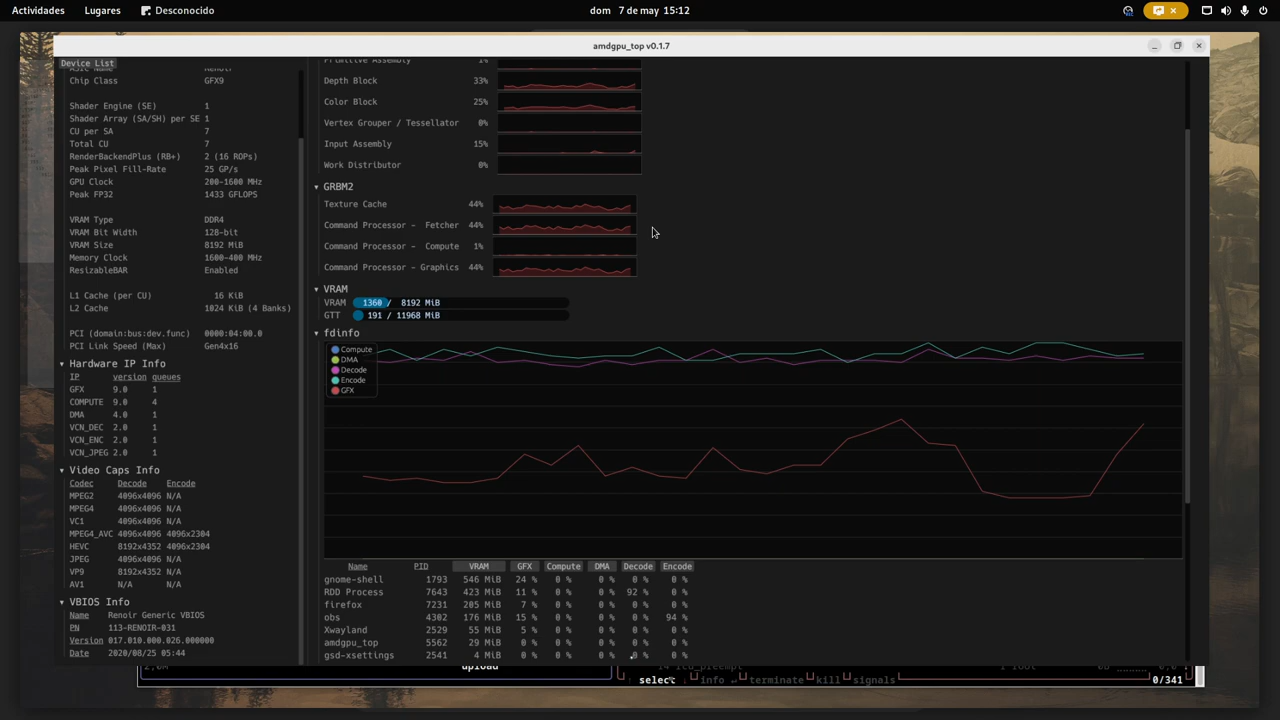 Actividades Lugares Desconocido dom 7 de may 15:12
amdgpu_top v0.1.7
Device List
ASIC Name Renoir
Chip Class GFX9
Shader Engine (SE) 1
Shader Array (SA/SH) per SE 1
CU per SA 7
Total CU 7
RenderBackendPlus (RB+) 2 (16 ROPs)
Peak Pixel Fill-Rate 25 GP/s
GPU Clock 200-1600 MHz
Peak FP32 1433 GFLOPS
VRAM Type DDR4
VRAM Bit Width 128-bit
VRAM Size 8192 MiB
Memory Clock 1600-400 MHz
ResizableBAR Enabled
L1 Cache (per CU) 16 KiB
L2 Cache 1024 KiB (4 Banks)
PCI (domain:bus:dev.func) 0000:04:00.0
PCI Link Speed (Max) Gen4x16
Hardware IP Info
IP version queues
GFX 9.0 1
COMPUTE 9.0 4
DMA 4.0 1
VCN_DEC 2.0 1
VCN_ENC 2.0 1
VCN_JPEG 2.0 1
Video Caps Info
Codec Decode Encode
MPEG2 4096x4096 N/A
MPEG4 4096x4096 N/A
VC1 4096x4096 N/A
MPEG4_AVC 4096x4096 4096x2304
HEVC 8192x4352 4096x2304
JPEG 4096x4096 N/A
VP9 8192x4352 N/A
AV1 N/A N/A
VBIOS Info
Name Renoir Generic VBIOS
PN 113-RENOIR-031
Version 017.010.000.026.000000
Date 2020/08/25 05:44
Primitive Assembly 1%
Depth Block 33%
Color Block 25%
Vertex Grouper / Tessellator 0%
Input Assembly 15%
Work Distributor 0%
GRBM2
Texture Cache 44%
Command Processor - Fetcher 44%
Command Processor - Compute 1%
Command Processor - Graphics 44%
VRAM
VRAM 1360 / 8192 MiB
GTT 191 / 11968 MiB
fdinfo
Compute
DMA
Decode
Encode
GFX
Name PID VRAM GFX Compute DMA Decode Encode
gnome-shell 1793 546 MiB 24 % 0 % 0 % 0 % 0 %
RDD Process 7643 423 MiB 11 % 0 % 0 % 92 % 0 %
firefox 7231 205 MiB 7 % 0 % 0 % 0 % 0 %
obs 4302 176 MiB 15 % 0 % 0 % 0 % 94 %
Xwayland 2529 55 MiB 5 % 0 % 0 % 0 % 0 %
amdgpu_top 5562 29 MiB 0 % 0 % 0 % 0 % 0 %
gsd-xsettings 2541 4 MiB 0 % 0 % 0 % 0 % 0 %
upload
select info terminate kill signals 0/341